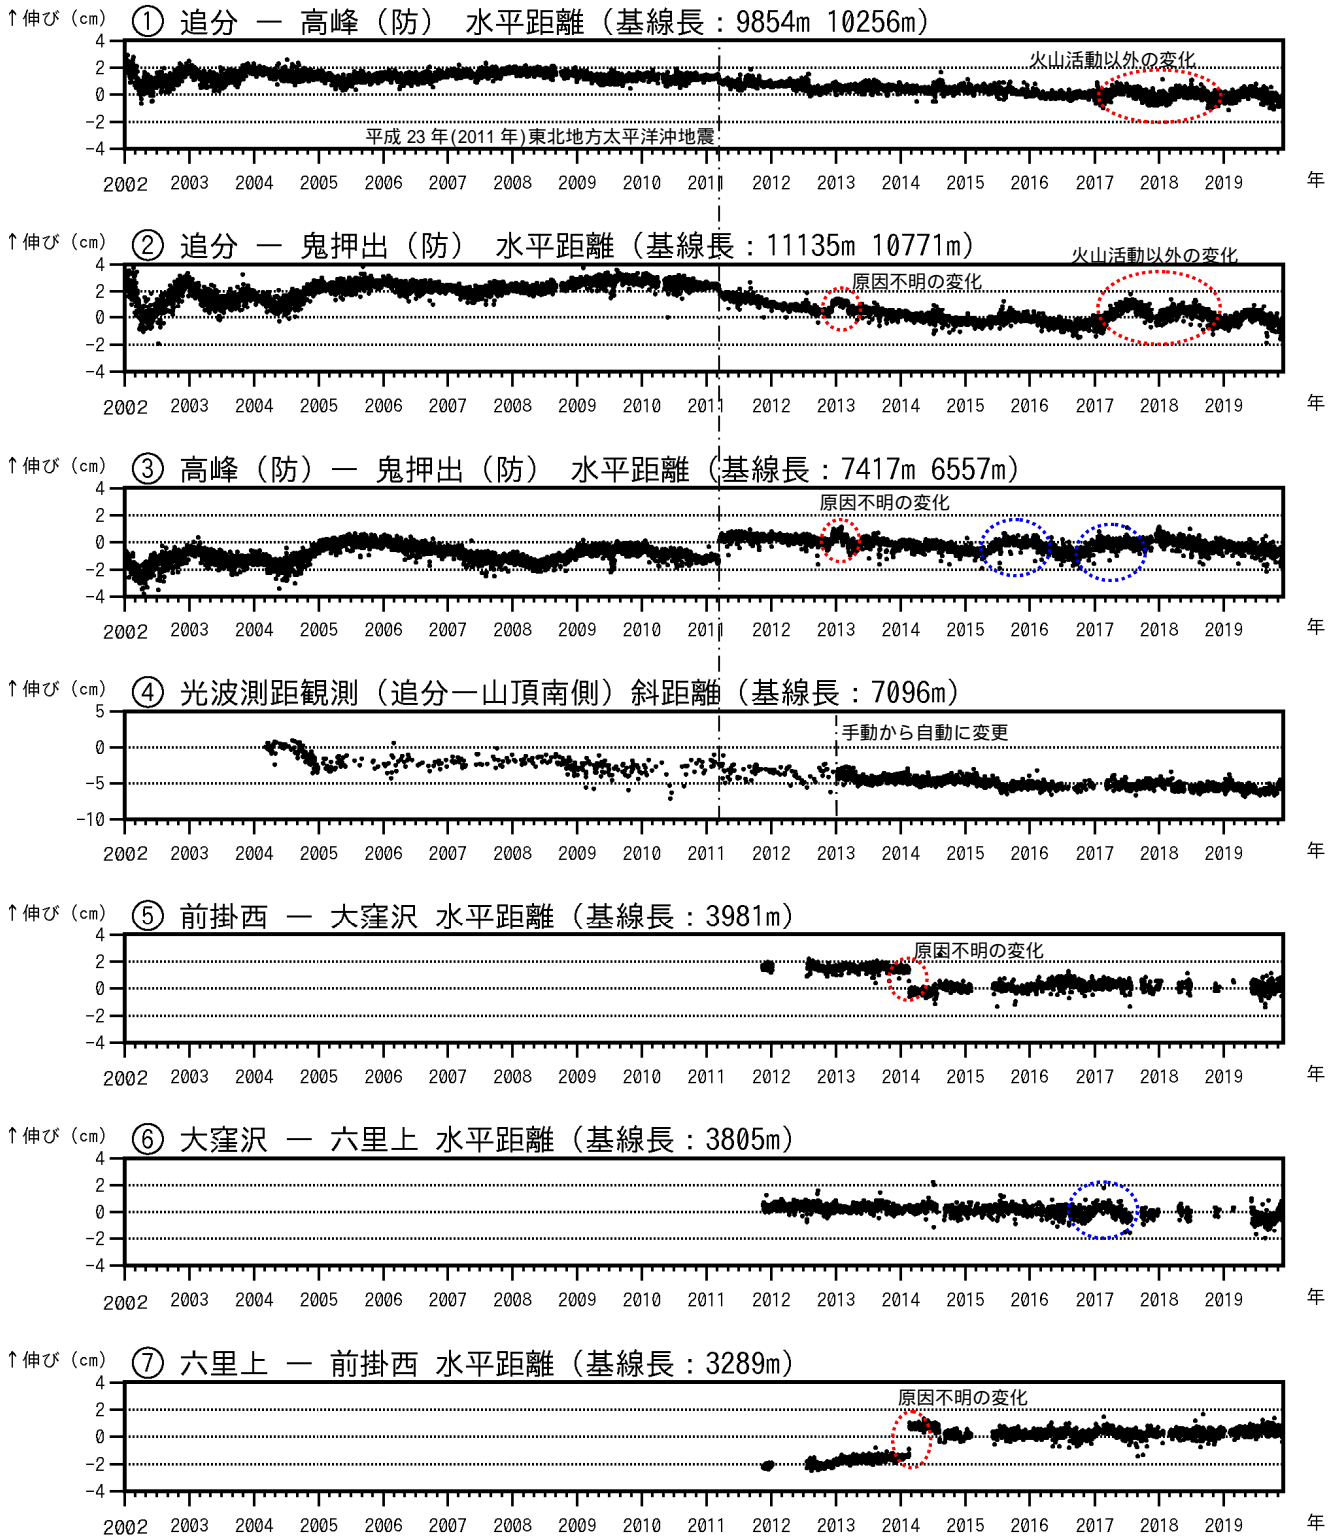 ↑伸び（cm） ① 追分 ― 高峰（防） 水平距離（基線長：9854m 10256m）
4
火山活動以外の変化
2
0
-2
平成 23 年(2011 年)東北地方太平洋沖地震
-4
2002 2003 2004 2005 2006 2007 2008 2009 2010 2011 2012 2013 2014 2015 2016 2017 2018 2019 年
↑伸び（cm） ② 追分 ― 鬼押出（防） 水平距離（基線長：11135m 10771m）
火山活動以外の変化
4
原因不明の変化
2
0
-2
-4
2002 2003 2004 2005 2006 2007 2008 2009 2010 2011 2012 2013 2014 2015 2016 2017 2018 2019 年
↑伸び（cm） ③ 高峰（防）― 鬼押出（防） 水平距離（基線長：7417m 6557m）
4
原因不明の変化
2
0
-2
-4
2002 2003 2004 2005 2006 2007 2008 2009 2010 2011 2012 2013 2014 2015 2016 2017 2018 2019 年
↑伸び（cm） ④ 光波測距観測（追分―山頂南側）斜距離（基線長：7096m）
5
手動から自動に変更
0
-5
-10
2002 2003 2004 2005 2006 2007 2008 2009 2010 2011 2012 2013 2014 2015 2016 2017 2018 2019 年
↑伸び（cm） ⑤ 前掛西 ― 大窪沢 水平距離（基線長：3981m）
4
原因不明の変化
2
0
-2
-4
2002 2003 2004 2005 2006 2007 2008 2009 2010 2011 2012 2013 2014 2015 2016 2017 2018 2019 年
↑伸び（cm） ⑥ 大窪沢 ― 六里上 水平距離（基線長：3805m）
4
2
0
-2
-4
2002 2003 2004 2005 2006 2007 2008 2009 2010 2011 2012 2013 2014 2015 2016 2017 2018 2019 年
↑伸び（cm） ⑦ 六里上 ― 前掛西 水平距離（基線長：3289m）
4
原因不明の変化
2
0
-2
-4
2002 2003 2004 2005 2006 2007 2008 2009 2010 2011 2012 2013 2014 2015 2016 2017 2018 2019 年